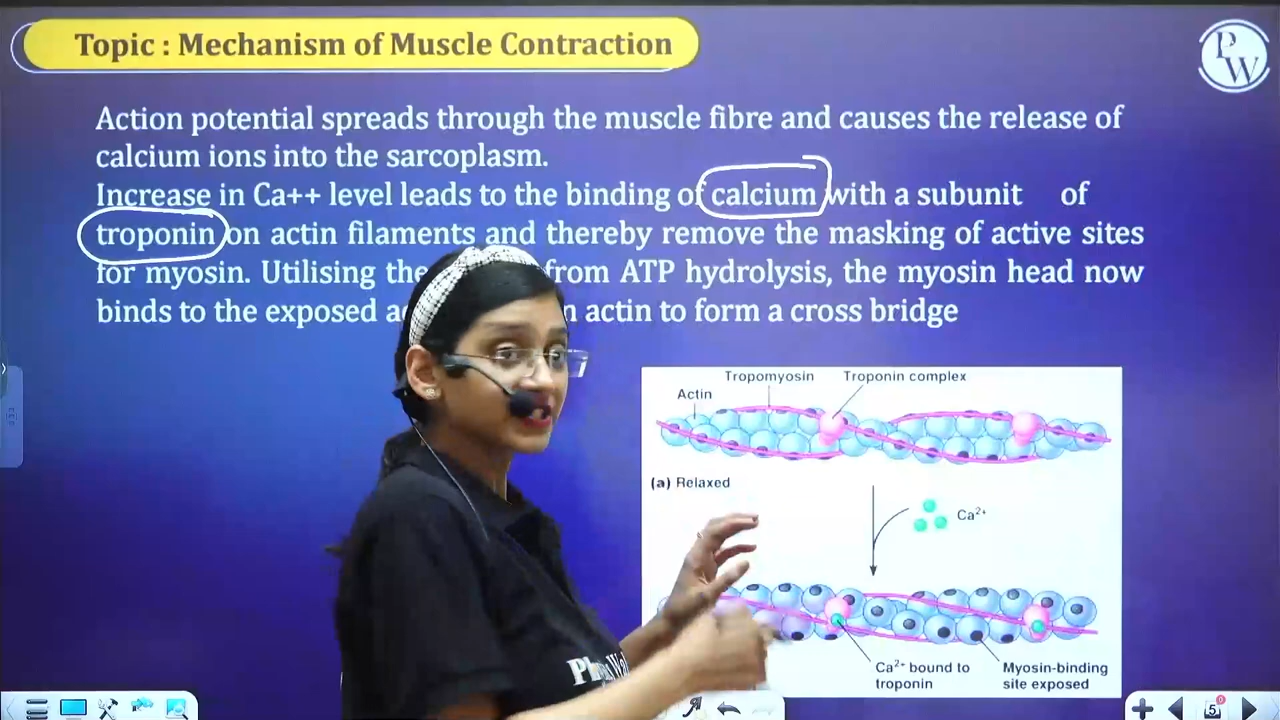 Topic : Mechanism of Muscle Contraction
PW
Action potential spreads through the muscle fibre and causes the release of
calcium ions into the sarcoplasm.
Increase in Ca++ level leads to the binding of calcium with a subunit of
troponin on actin filaments and thereby remove the masking of active sites
for myosin. Utilising the from ATP hydrolysis, the myosin head now
binds to the exposed actin to form a cross bridge
Tropomyosin Troponin complex
Actin
(a) Relaxed
Ca²⁺
Ca²⁺ bound to
troponin
Myosin-binding
site exposed
5